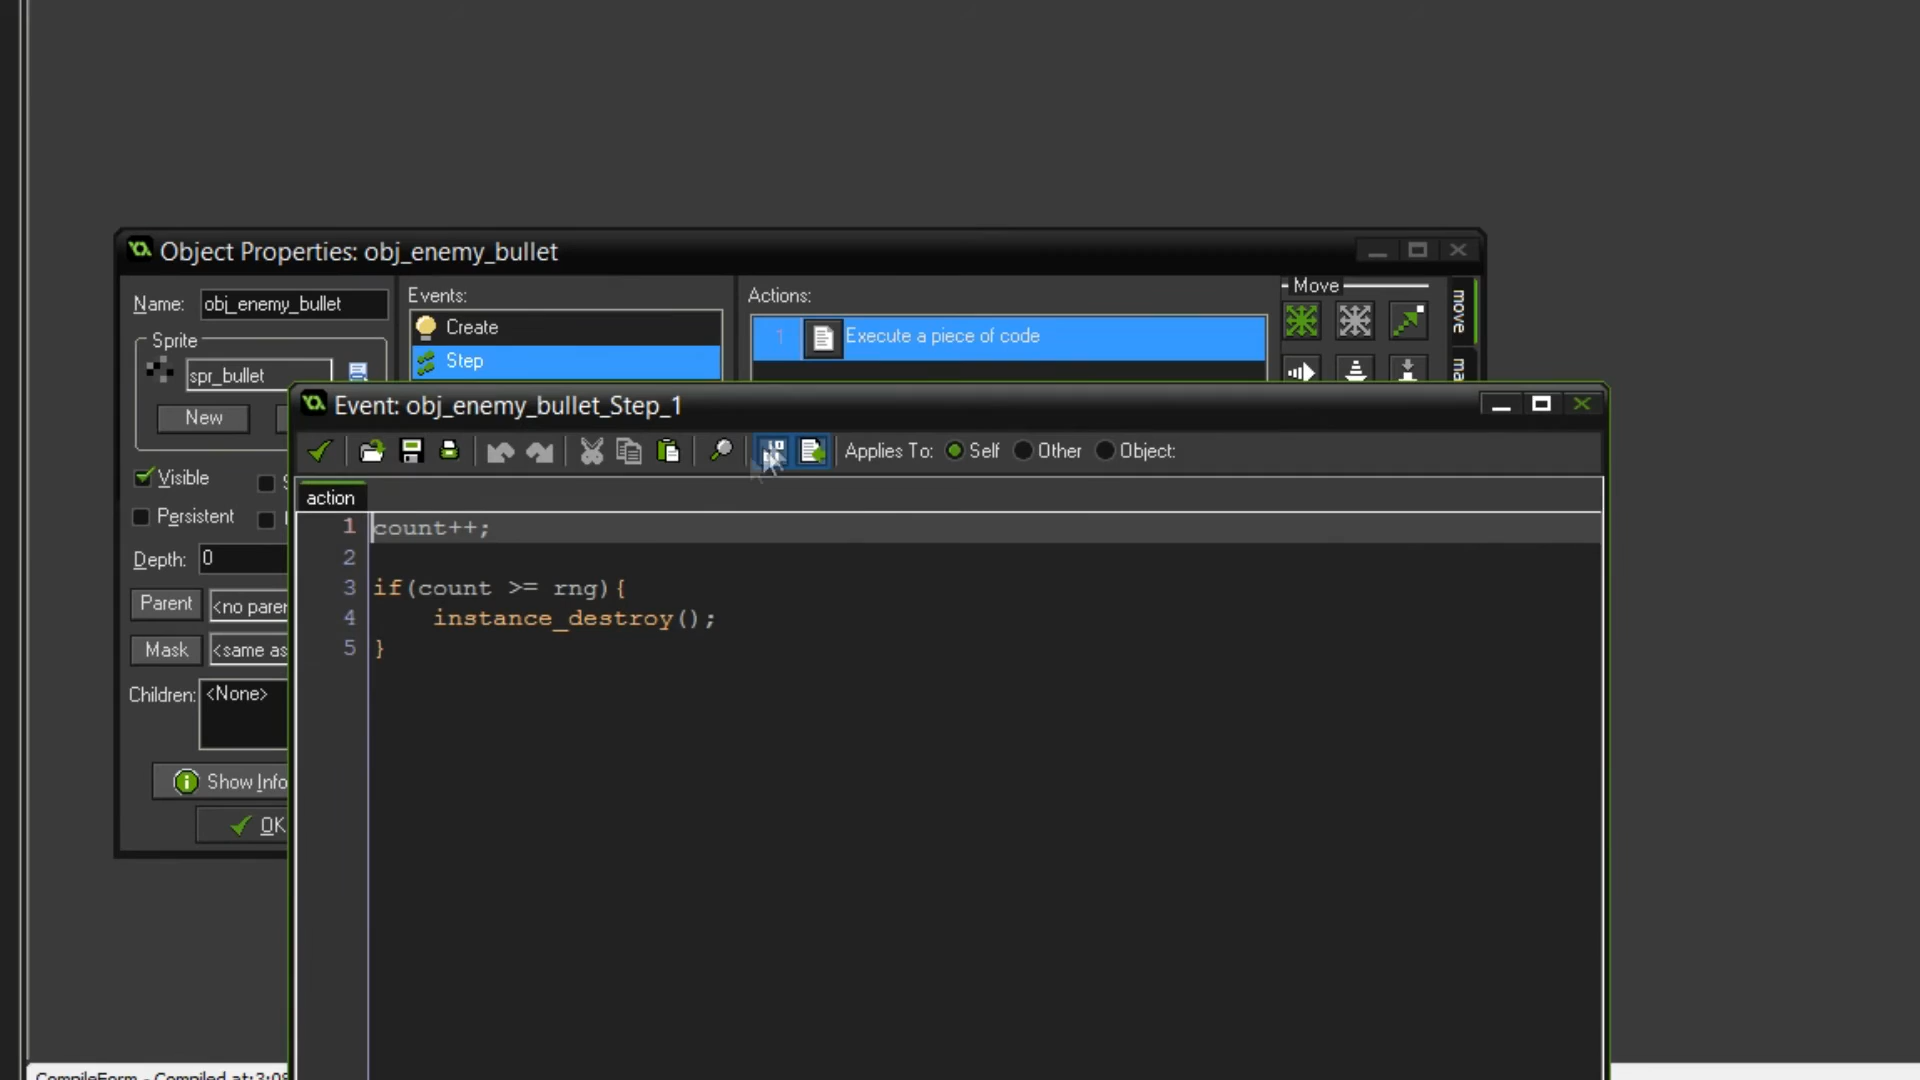 Object Properties: obj_enemy_bullet
Name: obj_enemy_bullet
Events:
Actions:
Move
move
Sprite
spr_bullet
New
Create
Step
1 Execute a piece of code
Event: obj_enemy_bullet_Step_1
Applies To: Self Other Object:
Visible
Persistent
Depth: 0
Parent <no paren
Mask <same as
Children: <None>
Show Info
OK
action
1 count++;
2
3 if(count >= rng){
4 instance_destroy();
5 }